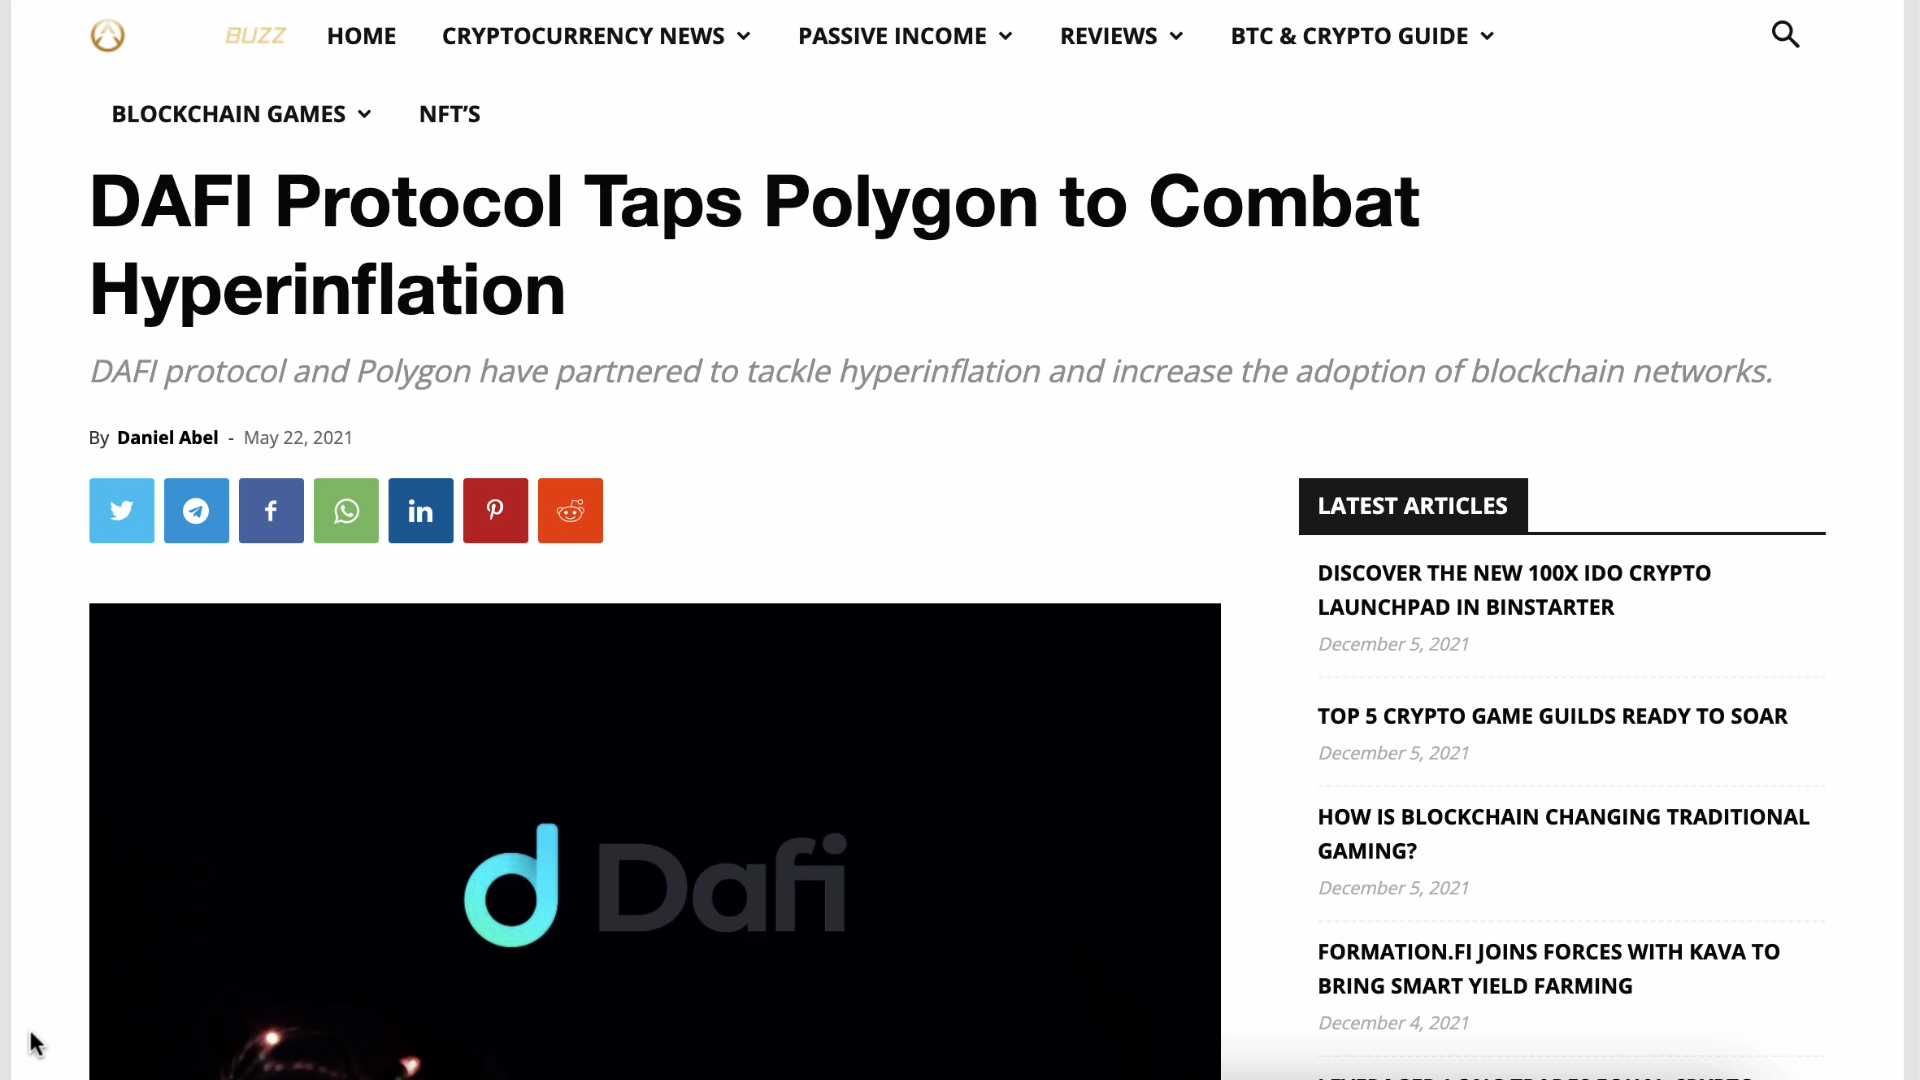 BUZZ HOME CRYPTOCURRENCY NEWS PASSIVE INCOME REVIEWS BTC & CRYPTO GUIDE
BLOCKCHAIN GAMES NFT'S
DAFI Protocol Taps Polygon to Combat
Hyperinflation
DAFI protocol and Polygon have partnered to tackle hyperinflation and increase the adoption of blockchain networks.
By Daniel Abel - May 22, 2021
Dafi
LATEST ARTICLES
DISCOVER THE NEW 100X IDO CRYPTO
LAUNCHPAD IN BINSTARTER
December 5, 2021
TOP 5 CRYPTO GAME GUILDS READY TO SOAR
December 5, 2021
HOW IS BLOCKCHAIN CHANGING TRADITIONAL
GAMING?
December 5, 2021
FORMATION.FI JOINS FORCES WITH KAVA TO
BRING SMART YIELD FARMING
December 4, 2021